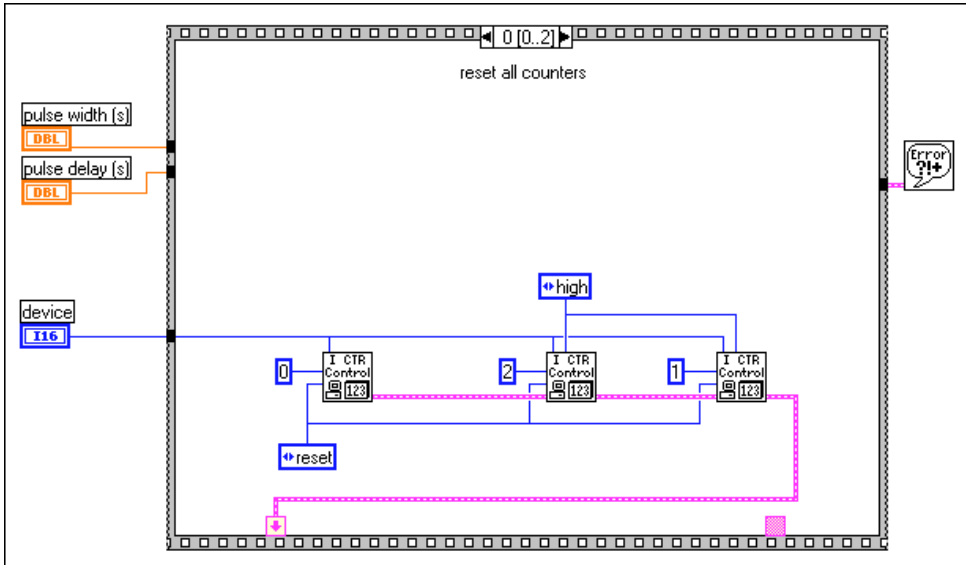 0 [0..2]
reset all counters
pulse width (s)
DBL
pulse delay (s)
DBL
Error
?!+
high
device
I16
I CTR
Control
123
I CTR
Control
123
I CTR
Control
123
0
2
1
reset